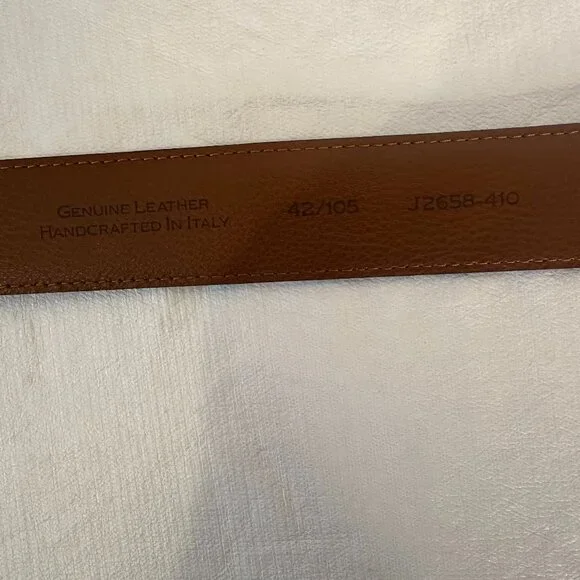 Genuine Leather
Handcrafted In Italy
42/105
J2658-410